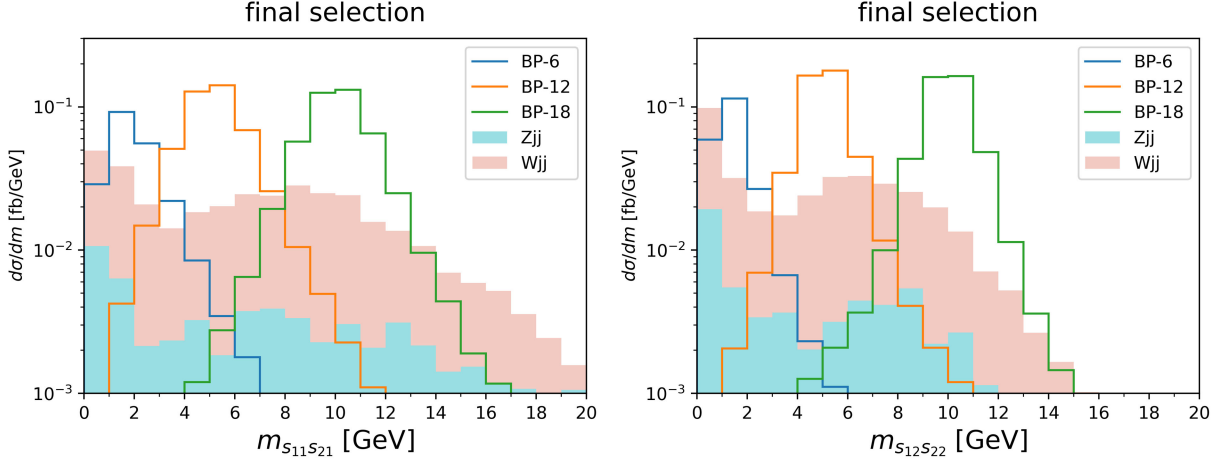 final selection
BP-6
BP-12
BP-18
Zjj
Wjj
dσ/dm [fb/GeV]
10⁻¹
10⁻²
10⁻³
0 2 4 6 8 10 12 14 16 18 20
m_{s₁₁s₂₁} [GeV]
final selection
BP-6
BP-12
BP-18
Zjj
Wjj
dσ/dm [fb/GeV]
10⁻¹
10⁻²
10⁻³
0 2 4 6 8 10 12 14 16 18 20
m_{s₁₂s₂₂} [GeV]